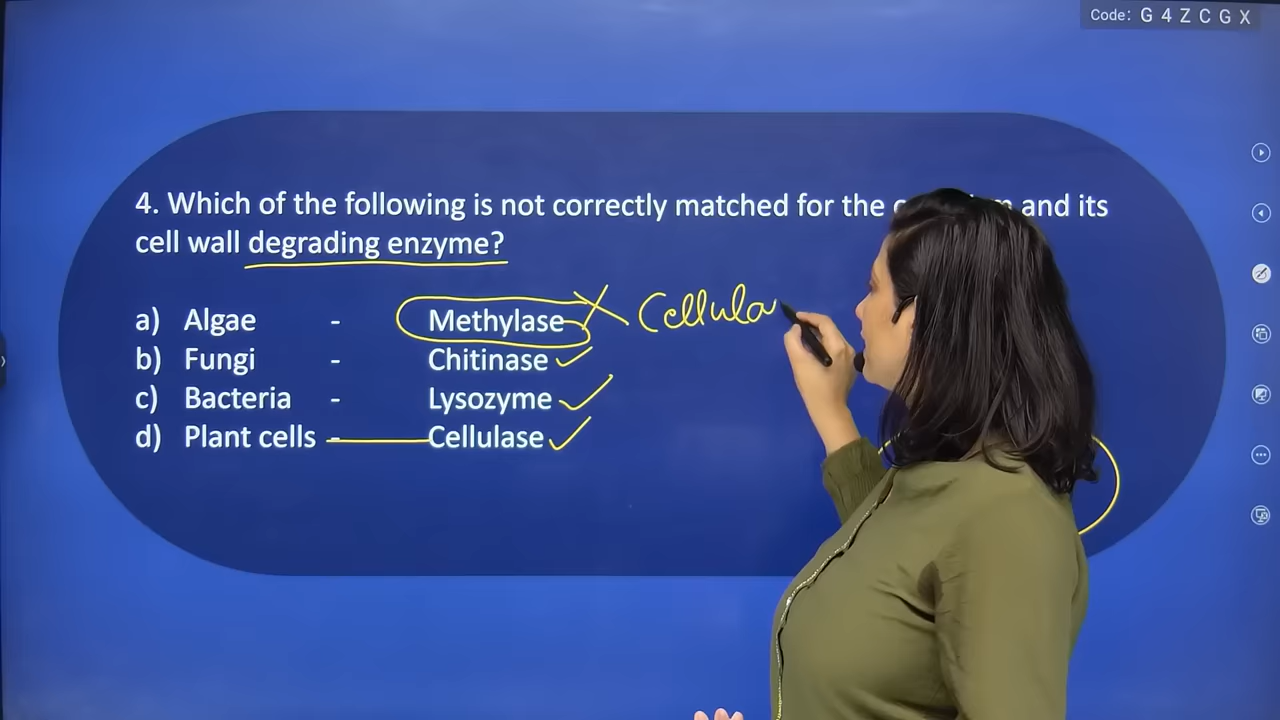 Code: G 4 Z C G X
4. Which of the following is not correctly matched for the and its
cell wall degrading enzyme?
a) Algae - Methylase Cellula
b) Fungi - Chitinase
c) Bacteria - Lysozyme
d) Plant cells - Cellulase